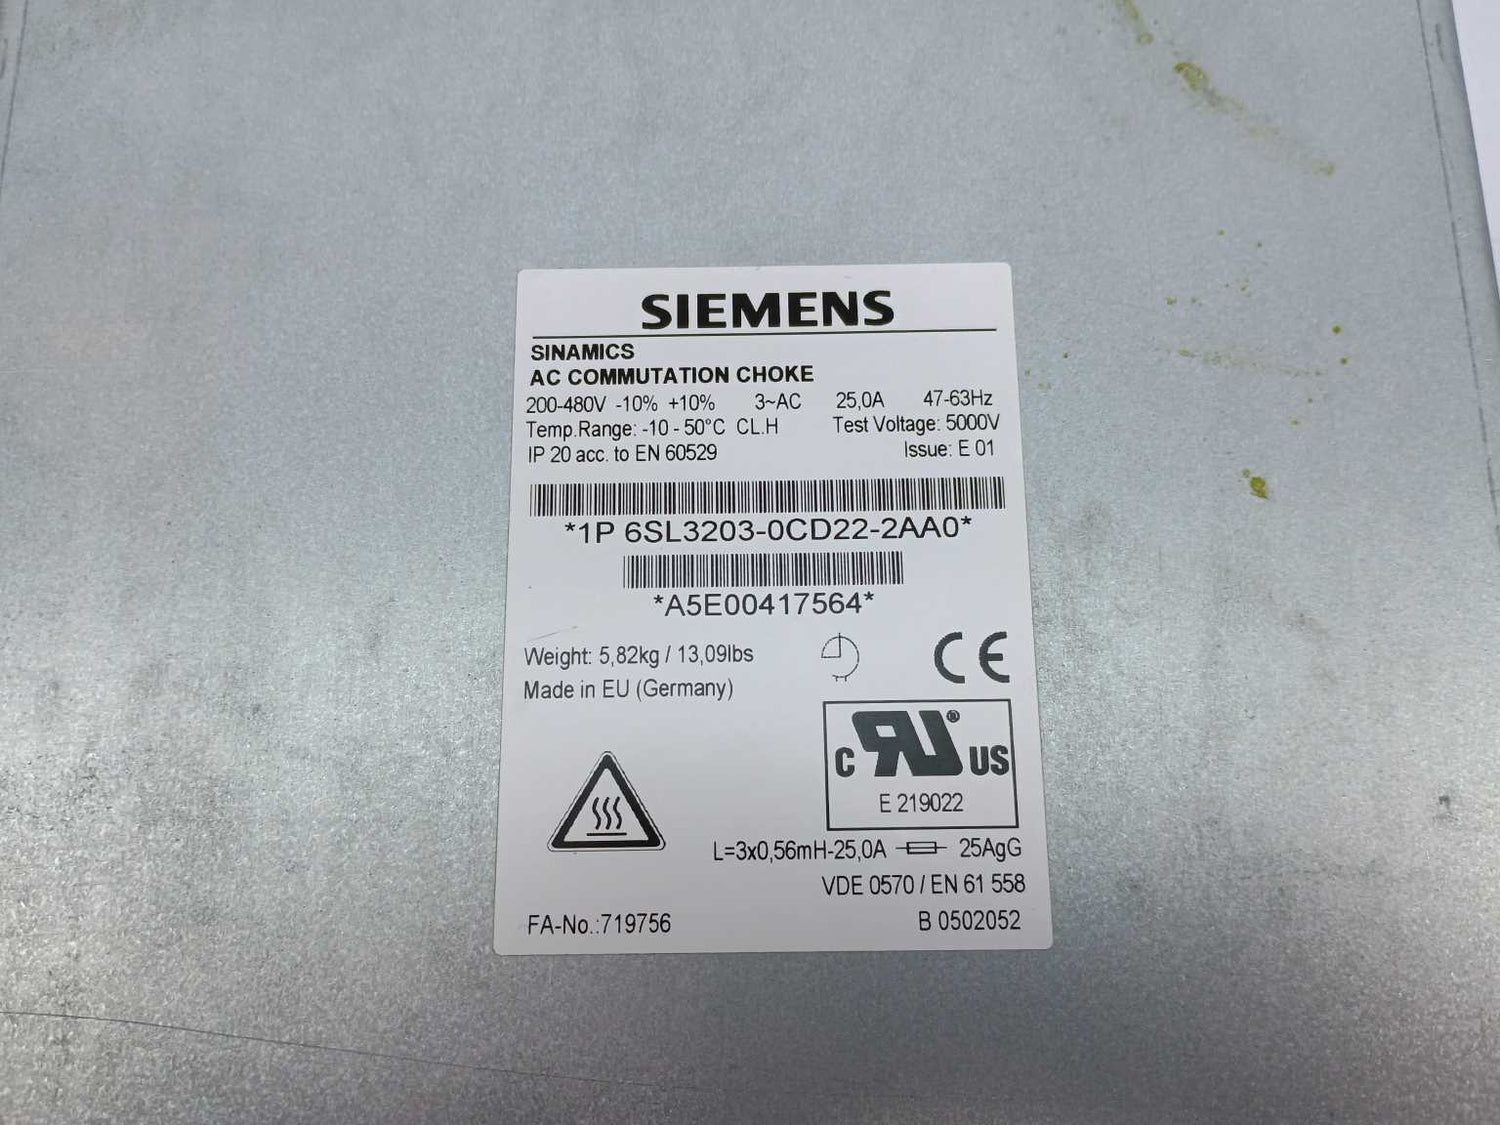 SIEMENS
SINAMICS
AC COMMUTATION CHOKE
200-480V -10% +10% 3~AC 25,0A 47-63Hz
Temp.Range: -10 - 50°C CL.H Test Voltage: 5000V
IP 20 acc. to EN 60529 Issue: E 01
*1P 6SL3203-0CD22-2AA0*
*A5E00417564*
Weight: 5,82kg / 13,09lbs
CE
Made in EU (Germany)
c RU ® US
E 219022
L=3x0,56mH-25,0A 25AgG
VDE 0570 / EN 61 558
FA-No.:719756 B 0502052